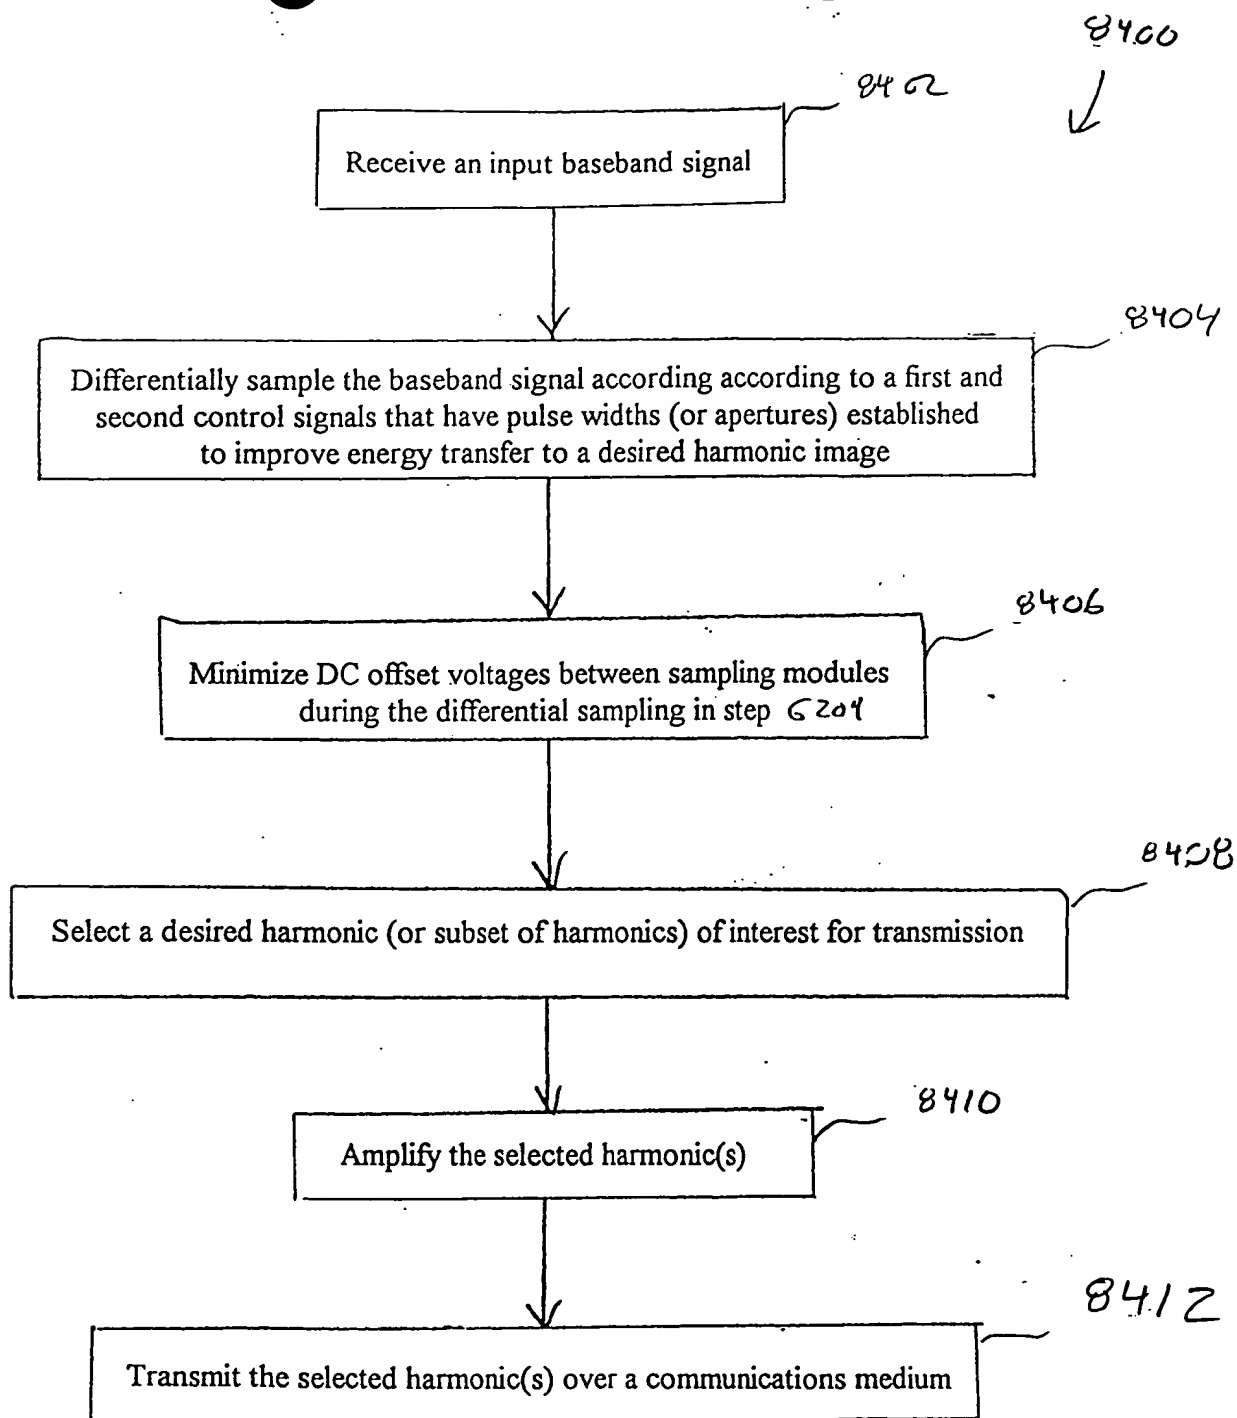 8400
8402
Receive an input baseband signal
8404
Differentially sample the baseband signal according according to a first and
second control signals that have pulse widths (or apertures) established
to improve energy transfer to a desired harmonic image
8406
Minimize DC offset voltages between sampling modules
during the differential sampling in step 6204
8408
Select a desired harmonic (or subset of harmonics) of interest for transmission
8410
Amplify the selected harmonic(s)
8412
Transmit the selected harmonic(s) over a communications medium